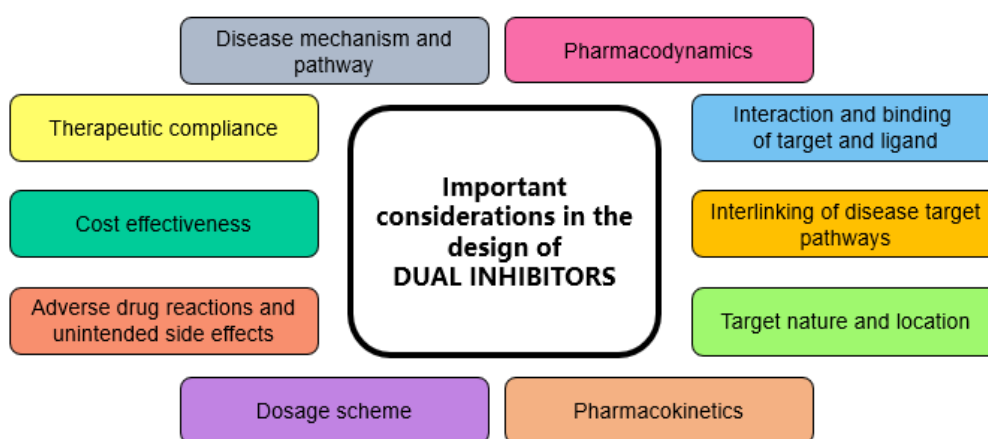 Disease mechanism and
pathway
Pharmacodynamics
Therapeutic compliance
Interaction and binding
of target and ligand
Important
considerations in the
design of
DUAL INHIBITORS
Cost effectiveness
Interlinking of disease target
pathways
Adverse drug reactions and
unintended side effects
Target nature and location
Dosage scheme
Pharmacokinetics